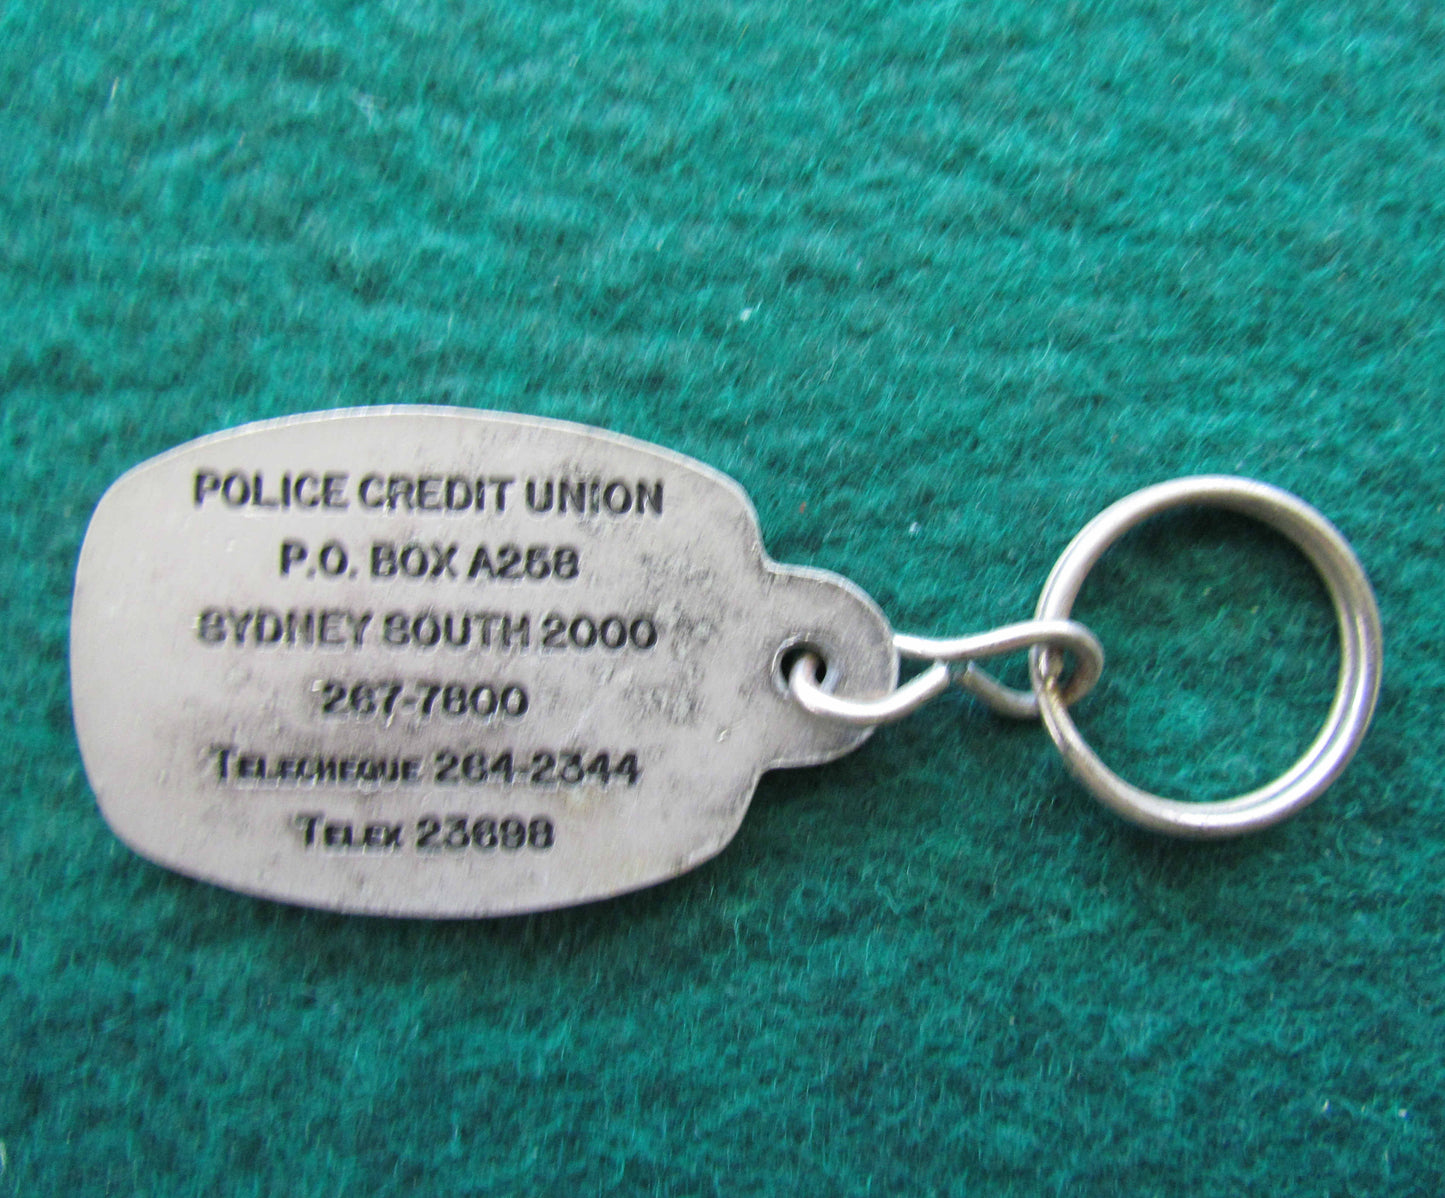 POLICE CREDIT UNION
P.O. BOX A258
SYDNEY SOUTH 2000
267-7800
TELECHEQUE 264-2344
TELEX 23698